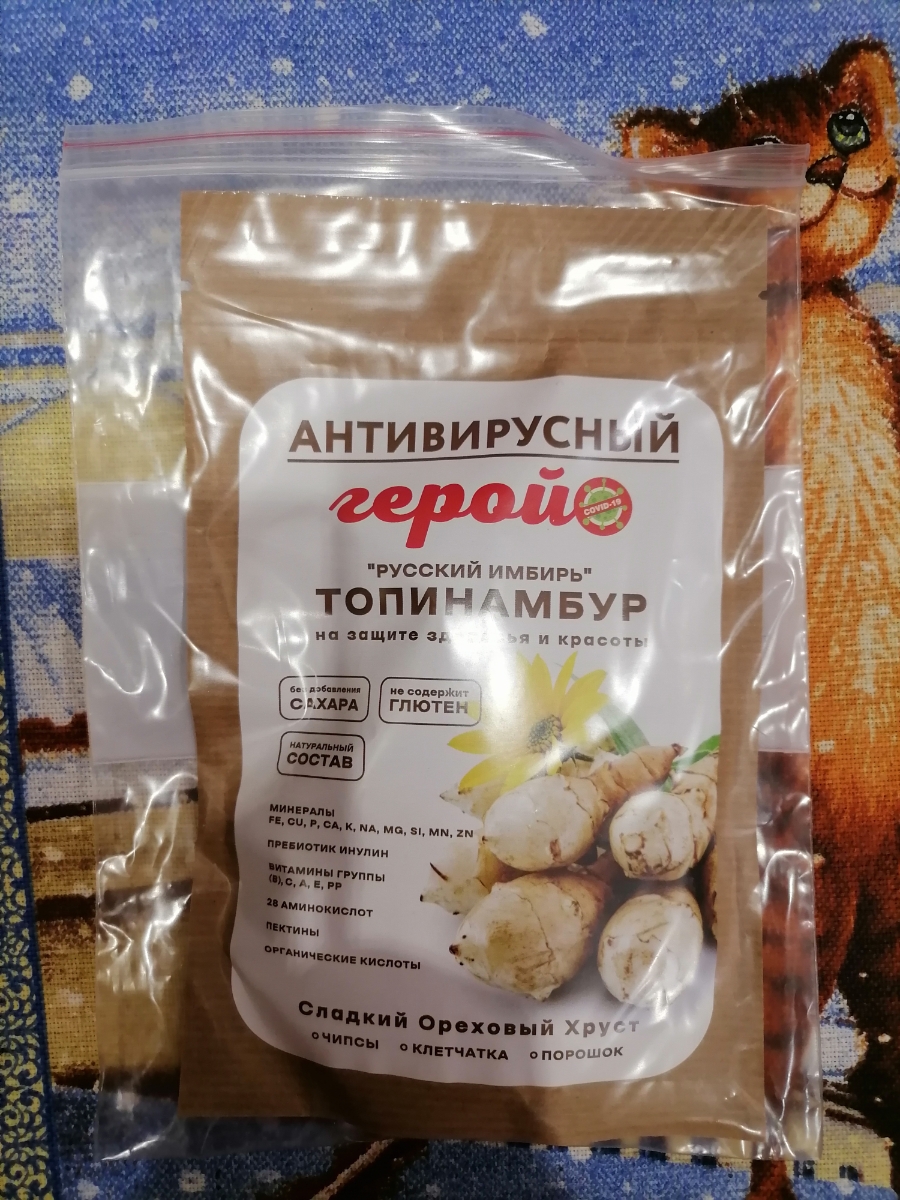 АНТИВИРУСНЫЙ
герой
COVID-19
"РУССКИЙ ИМБИРЬ"
ТОПИНАМБУР
на защите здоровья и красоты
без добавления
САХАРА
не содержит
ГЛЮТЕН
НАТУРАЛЬНЫЙ
СОСТАВ
МИНЕРАЛЫ
FE, CU, P, CA, K, NA, MG, SI, MN, ZN
ПРЕБИОТИК ИНУЛИН
ВИТАМИНЫ ГРУППЫ
(B), C, A, E, PP
28 АМИНОКИСЛОТ
ПЕКТИНЫ
ОРГАНИЧЕСКИЕ КИСЛОТЫ
Сладкий Ореховый Хруст
ЧИПСЫ КЛЕТЧАТКА ПОРОШОК